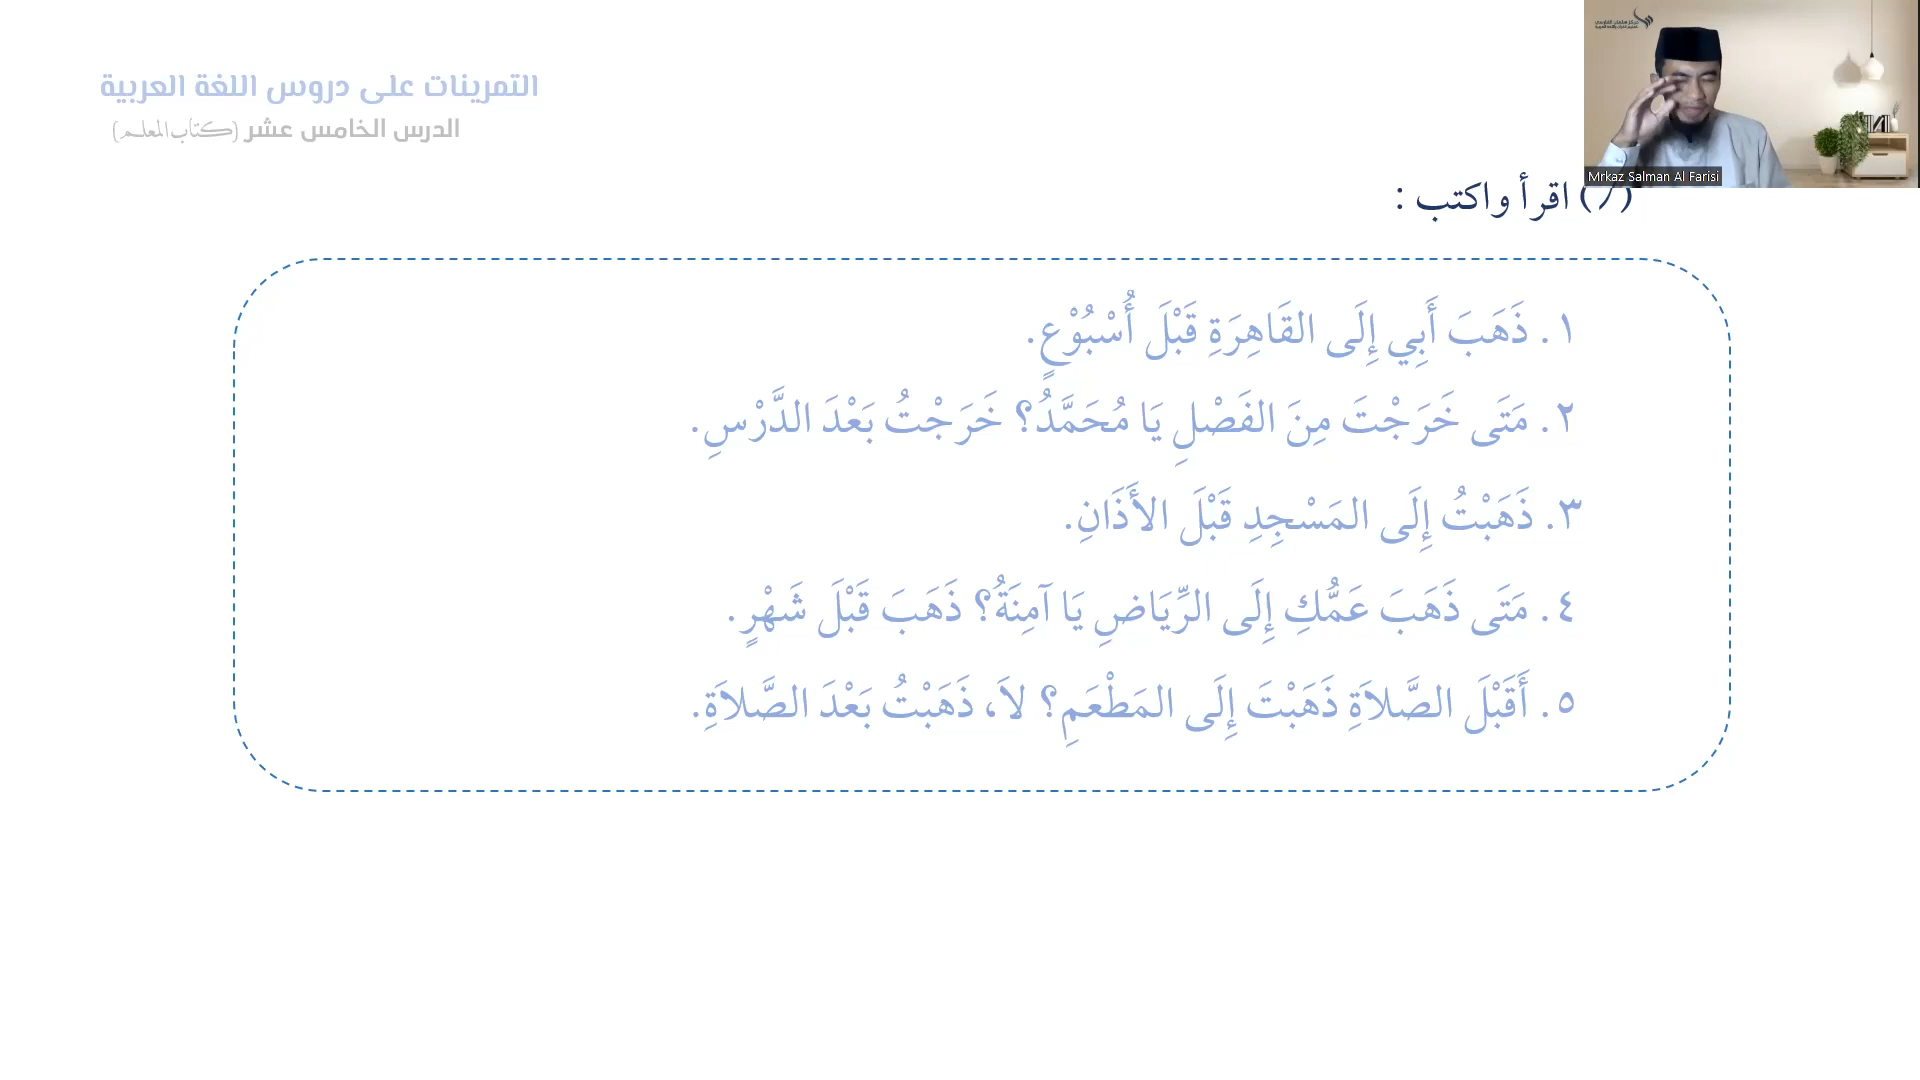 التمرينات على دروس اللغة العربية
الدرس الخامس عشر (كتاب المعلم)
Mrkaz Salman Al Farisi
اقرأ واكتب :
١. ذَهَبَ أَبِي إِلَى القَاهِرَةِ قَبْلَ أُسْبُوْعٍ.
٢. مَتَى خَرَجْتَ مِنَ الفَصْلِ يَا مُحَمَّدُ؟ خَرَجْتُ بَعْدَ الدَّرْسِ.
٣. ذَهَبْتُ إِلَى المَسْجِدِ قَبْلَ الأَذَانِ.
٤. مَتَى ذَهَبَ عَمُّكِ إِلَى الرِّيَاضِ يَا آمِنَةُ؟ ذَهَبَ قَبْلَ شَهْرٍ.
٥. أَقَبْلَ الصَّلاَةِ ذَهَبْتَ إِلَى المَطْعَمِ؟ لاَ، ذَهَبْتُ بَعْدَ الصَّلاَةِ.